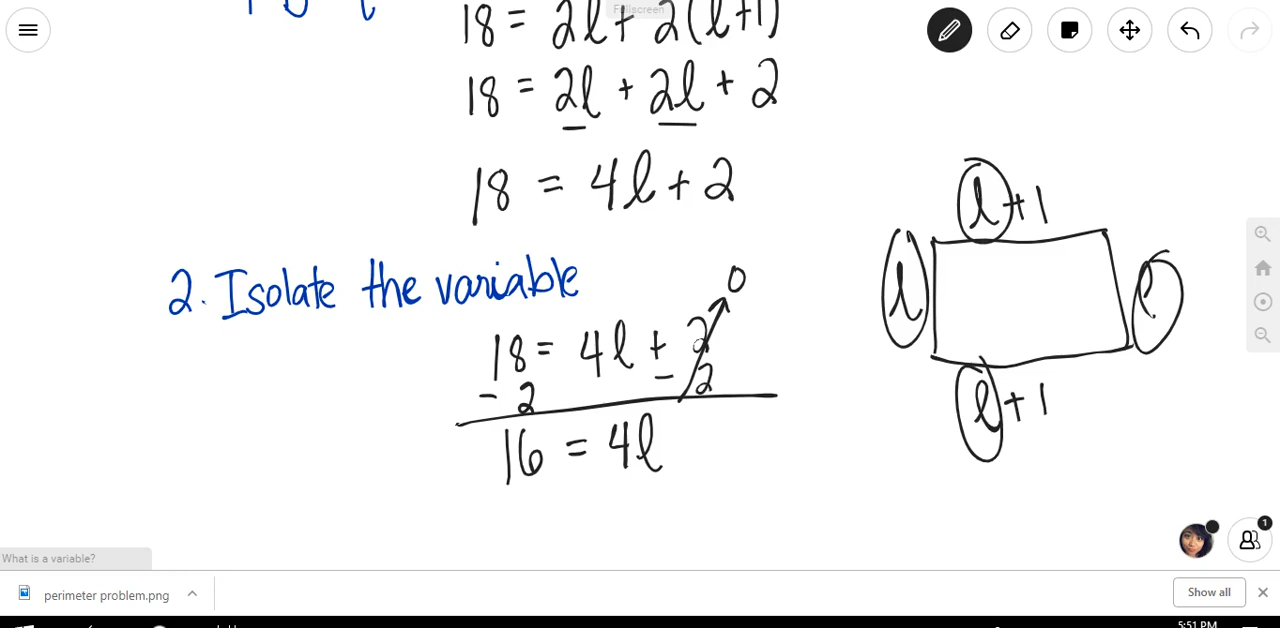 Fullscreen
18 = 2l + 2(l+1)
18 = 2l + 2l + 2
18 = 4l + 2
l + 1
l
l
2. Isolate the variable
0
18 = 4l + 2
- 2 - 2
l + 1
16 = 4l
1
What is a variable?
perimeter problem.png
Show all
5:51 PM